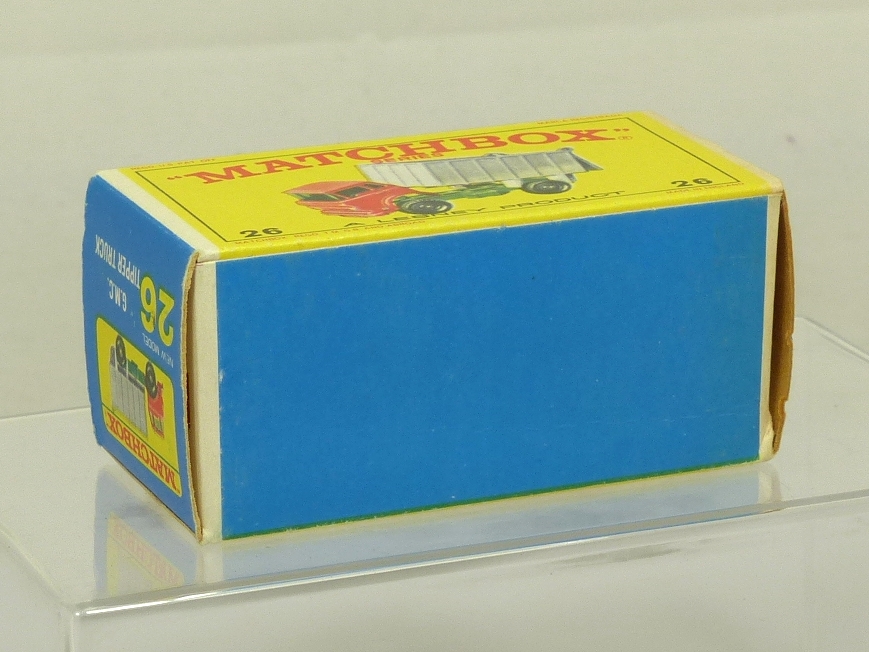 "MATCHBOX"®
SERIES
A LESNEY PRODUCT
26
26
NEW MODEL
26
G.M.C.
TIPPER TRUCK
MATCHBOX